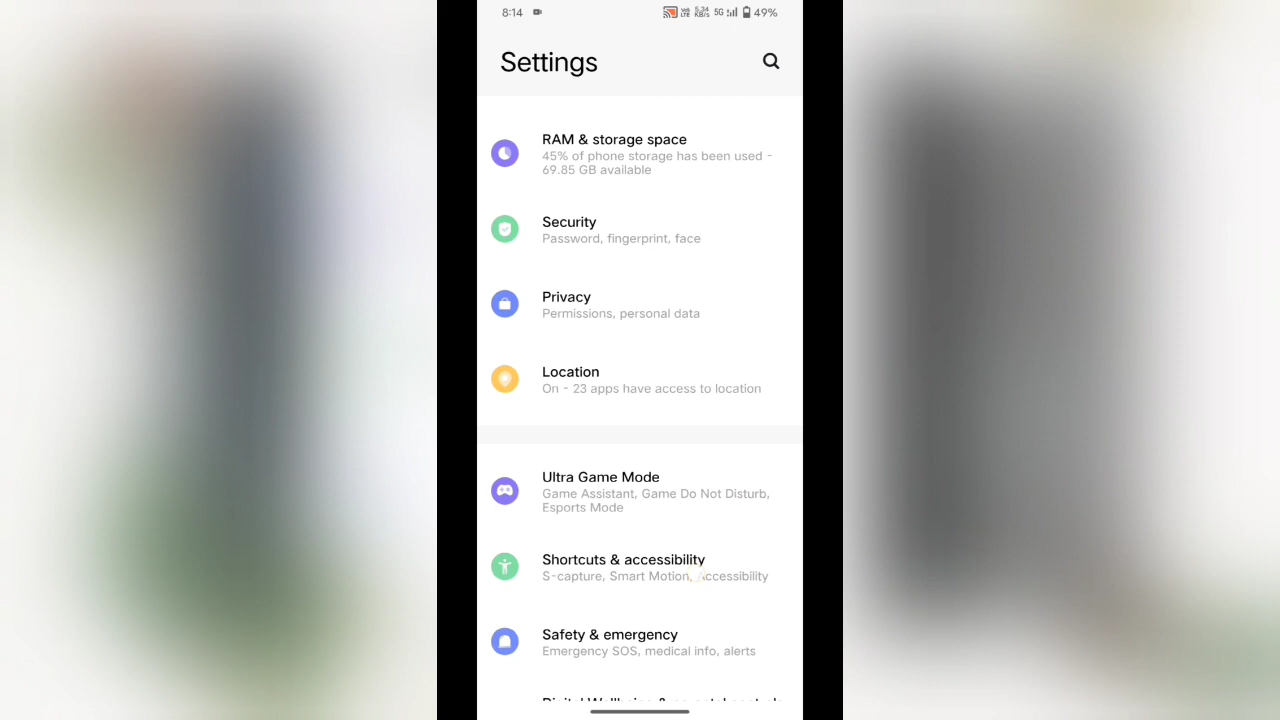 8:14
5G 49%
Settings
RAM & storage space
45% of phone storage has been used -
69.85 GB available
Security
Password, fingerprint, face
Privacy
Permissions, personal data
Location
On - 23 apps have access to location
Ultra Game Mode
Game Assistant, Game Do Not Disturb,
Esports Mode
Shortcuts & accessibility
S-capture, Smart Motion, Accessibility
Safety & emergency
Emergency SOS, medical info, alerts